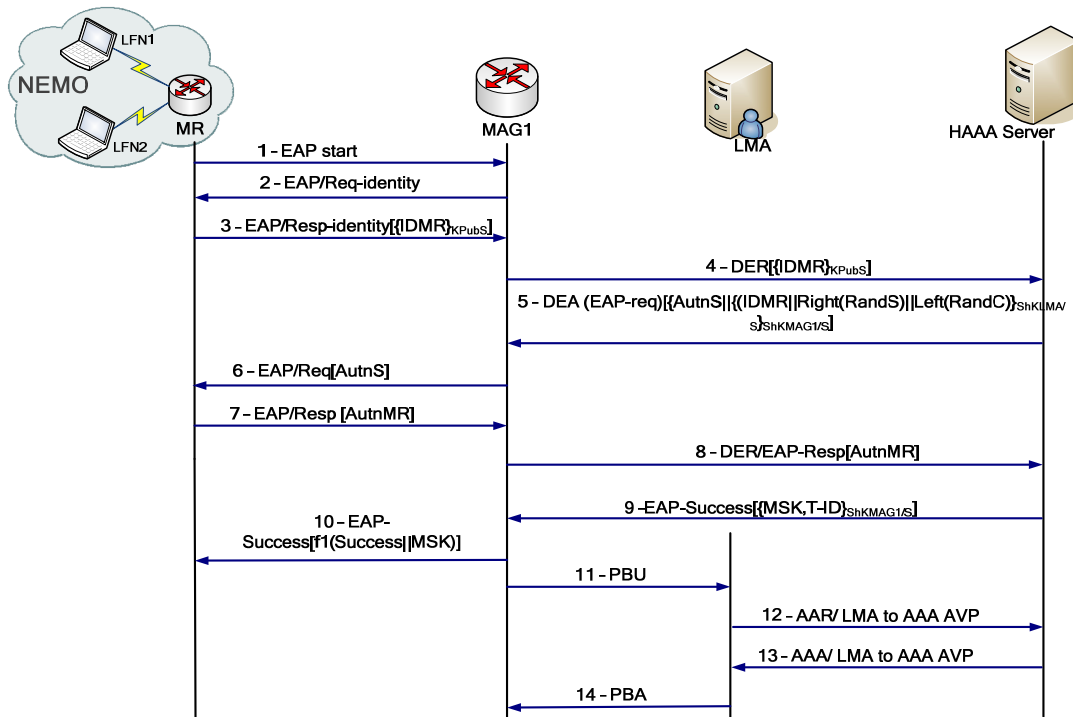 LFN1
NEMO
MR
LFN2
MAG1
LMA
HAAA Server
1 – EAP start
2 – EAP/Req-identity
3 – EAP/Resp-identity[{IDMR}KPubS]
4 – DER[{IDMR}KPubS]
5 – DEA (EAP-req)[{AutnS||{(IDMR||Right(RandS)||Left(RandC)}ShKLMA/
S}ShKMAG1/S]
6 – EAP/Req[AutnS]
7 – EAP/Resp [AutnMR]
8 – DER/EAP-Resp[AutnMR]
9 –EAP-Success[{MSK,T-ID}ShKMAG1/S]
10 – EAP-
Success[f1(Success||MSK)]
11 – PBU
12 – AAR/ LMA to AAA AVP
13 – AAA/ LMA to AAA AVP
14 – PBA